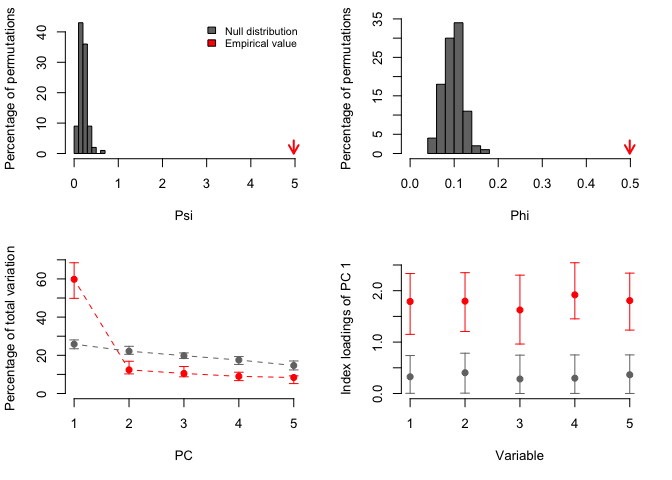 Percentage of permutations
0 10 20 30 40
Null distribution
Empirical value
0 1 2 3 4 5
Psi
Percentage of permutations
0 5 15 25 35
0.0 0.1 0.2 0.3 0.4 0.5
Phi
Percentage of total variation
0 20 40 60
1 2 3 4 5
PC
Index loadings of PC 1
0.0 1.0 2.0
1 2 3 4 5
Variable